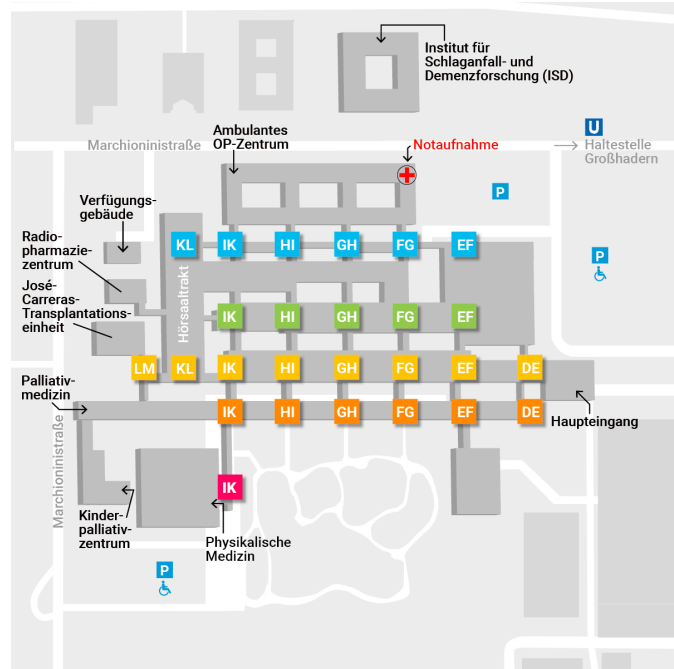 Institut für
Schlaganfall- und
Demenzforschung (ISD)
U
Marchioninistraße
Ambulantes
OP-Zentrum
Notaufnahme
Haltestelle
Großhadern
P
Verfügungs-
gebäude
Radio-
pharmazie-
zentrum
José-
Carreras-
Transplantations-
einheit
Hörsaaltrakt
KL IK HI GH FG EF
P
IK HI GH FG EF
LM KL IK HI GH FG EF DE
Palliativ-
medizin
IK HI GH FG EF DE
Haupteingang
Marchioninistraße
IK
Kinder-
palliativ-
zentrum
Physikalische
Medizin
P